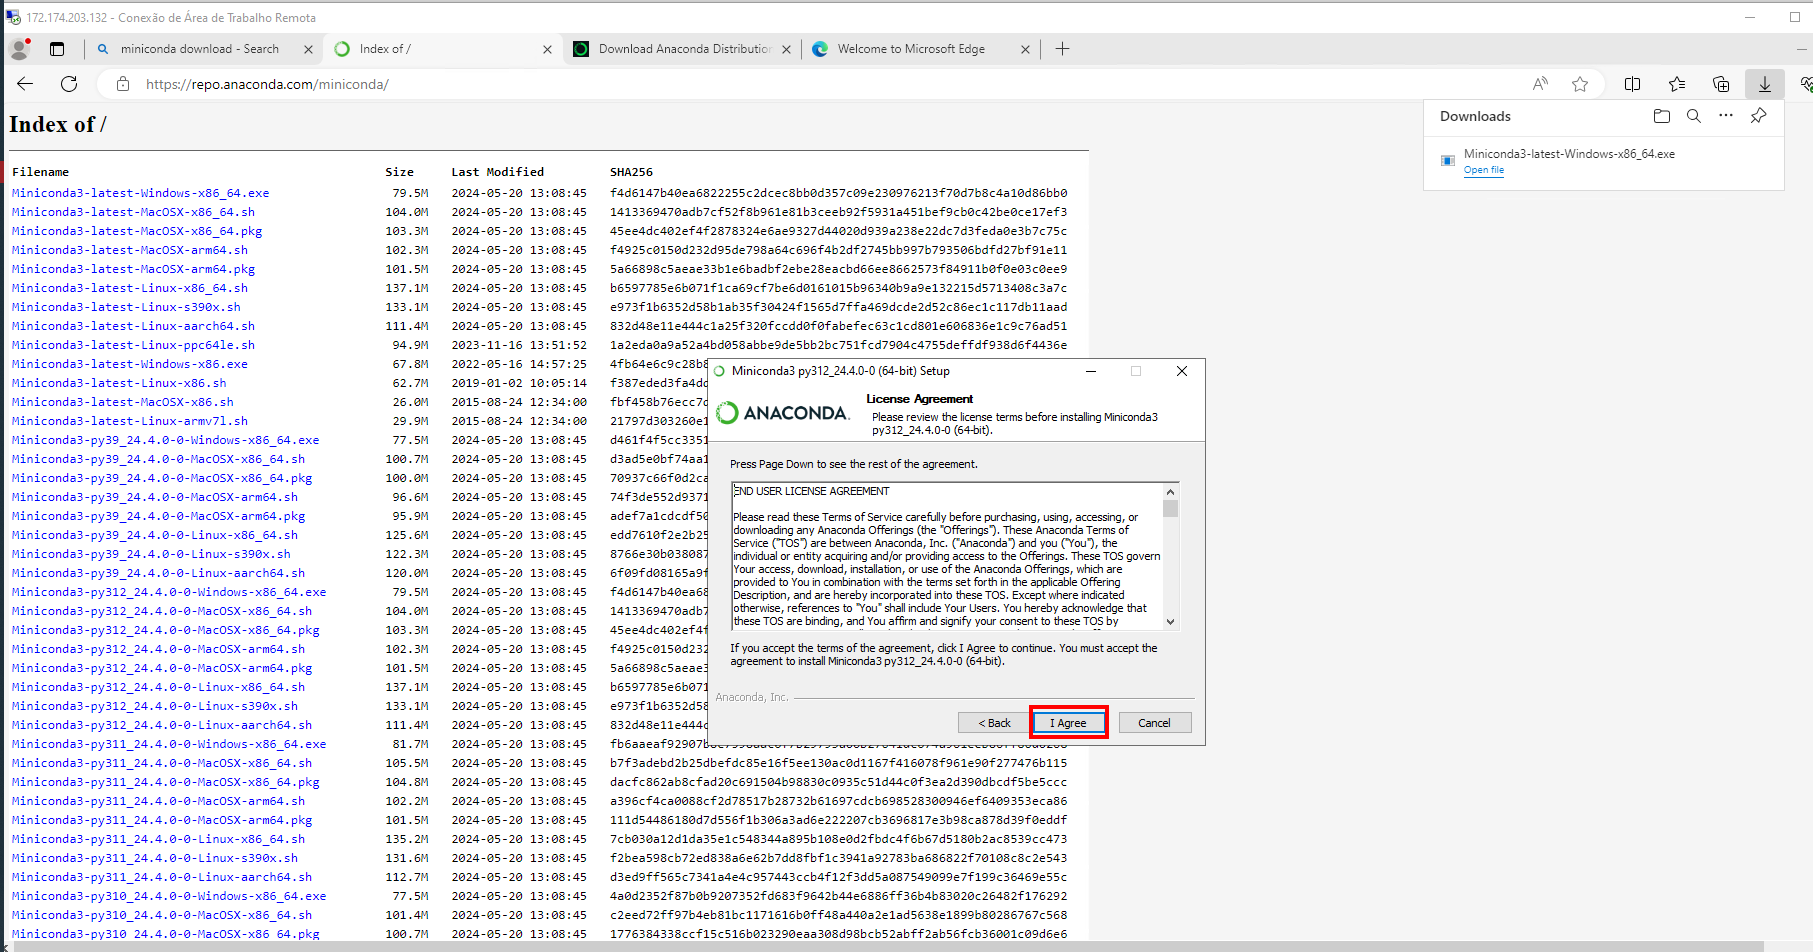 172.174.203.132 - Conexão de Área de Trabalho Remota
miniconda download - Search
Index of /
Download Anaconda Distribution
Welcome to Microsoft Edge
https://repo.anaconda.com/miniconda/
Index of /
Downloads
Miniconda3-latest-Windows-x86_64.exe
Open file
Filename Size Last Modified SHA256
Miniconda3-latest-Windows-x86_64.exe 79.5M 2024-05-20 13:08:45 f4d6147b40ea6822255c2dcec8bb0d357c09e230976213f70d7b8c4a10d86bb0
Miniconda3-latest-MacOSX-x86_64.sh 104.0M 2024-05-20 13:08:45 1413369470adb7cf52f8b961e81b3ceeb92f5931a451bef9cb0c42be0ce17ef3
Miniconda3-latest-MacOSX-x86_64.pkg 103.3M 2024-05-20 13:08:45 45ee4dc402ef4f2878324e6ae9327d44020d939a238e22dc7d3feda0e3b7c75c
Miniconda3-latest-MacOSX-arm64.sh 102.3M 2024-05-20 13:08:45 f4925c0150d232d95de798a64c696f4b2df2745bb997b793506bdfd27bf91e11
Miniconda3-latest-MacOSX-arm64.pkg 101.5M 2024-05-20 13:08:45 5a66898c5aeae33b1e6badbf2ebe28eacbd66ee8662573f84911b0f0e03c0ee9
Miniconda3-latest-Linux-x86_64.sh 137.1M 2024-05-20 13:08:45 b6597785e6b071f1ca69cf7be6d0161015b96340b9a9e132215d5713408c3a7c
Miniconda3-latest-Linux-s390x.sh 133.1M 2024-05-20 13:08:45 e973f1b6352d58b1ab35f30424f1565d7ffa469dcde2d52c86ec1c117db11aad
Miniconda3-latest-Linux-aarch64.sh 111.4M 2024-05-20 13:08:45 832d48e11e444c1a25f320fccdd0f0fabefec63c1cd801e606836e1c9c76ad51
Miniconda3-latest-Linux-ppc64le.sh 94.9M 2023-11-16 13:51:52 1a2eda0a9a52a4bd058abbe9de5bb2bc751fcd7904c4755deffdf938d6f4436e
Miniconda3-latest-Windows-x86.exe 67.8M 2022-05-16 14:57:25 4fb64e6c9c28b8
Miniconda3-latest-Linux-x86.sh 62.7M 2019-01-02 10:05:14 f387eded3fa4dd
Miniconda3-latest-MacOSX-x86.sh 26.0M 2015-08-24 12:34:00 fbf458b76ecc7d
Miniconda3-latest-Linux-armv7l.sh 29.9M 2015-08-24 12:34:00 21797d303260e1
Miniconda3-py39_24.4.0-0-Windows-x86_64.exe 77.5M 2024-05-20 13:08:45 d461f4f5cc3351
Miniconda3-py39_24.4.0-0-MacOSX-x86_64.sh 100.7M 2024-05-20 13:08:45 d3ad5e0bf74aa1
Miniconda3-py39_24.4.0-0-MacOSX-x86_64.pkg 100.0M 2024-05-20 13:08:45 70937c66f0d2ca
Miniconda3-py39_24.4.0-0-MacOSX-arm64.sh 96.6M 2024-05-20 13:08:45 74f3de552d9371
Miniconda3-py39_24.4.0-0-MacOSX-arm64.pkg 95.9M 2024-05-20 13:08:45 adef7a1cdcdf50
Miniconda3-py39_24.4.0-0-Linux-x86_64.sh 125.6M 2024-05-20 13:08:45 edd7610f2e2b25
Miniconda3-py39_24.4.0-0-Linux-s390x.sh 122.3M 2024-05-20 13:08:45 8766e30b038087
Miniconda3-py39_24.4.0-0-Linux-aarch64.sh 120.0M 2024-05-20 13:08:45 6f09fd08165a9f
Miniconda3-py312_24.4.0-0-Windows-x86_64.exe 79.5M 2024-05-20 13:08:45 f4d6147b40ea68
Miniconda3-py312_24.4.0-0-MacOSX-x86_64.sh 104.0M 2024-05-20 13:08:45 1413369470adb7
Miniconda3-py312_24.4.0-0-MacOSX-x86_64.pkg 103.3M 2024-05-20 13:08:45 45ee4dc402ef4f
Miniconda3-py312_24.4.0-0-MacOSX-arm64.sh 102.3M 2024-05-20 13:08:45 f4925c0150d232
Miniconda3-py312_24.4.0-0-MacOSX-arm64.pkg 101.5M 2024-05-20 13:08:45 5a66898c5aeae3
Miniconda3-py312_24.4.0-0-Linux-x86_64.sh 137.1M 2024-05-20 13:08:45 b6597785e6b071
Miniconda3-py312_24.4.0-0-Linux-s390x.sh 133.1M 2024-05-20 13:08:45 e973f1b6352d58
Miniconda3-py312_24.4.0-0-Linux-aarch64.sh 111.4M 2024-05-20 13:08:45 832d48e11e444c
Miniconda3-py311_24.4.0-0-Windows-x86_64.exe 81.7M 2024-05-20 13:08:45
Miniconda3-py311_24.4.0-0-MacOSX-x86_64.sh 105.5M 2024-05-20 13:08:45 b7f3adebd2b25dbefdc85e16f5ee130ac0d1167f416078f961e90f277476b115
Miniconda3-py311_24.4.0-0-MacOSX-x86_64.pkg 104.8M 2024-05-20 13:08:45 dacfc862ab8cfad20c691504b98830c0935c51d44c0f3ea2d390dbcdf5be5ccc
Miniconda3-py311_24.4.0-0-MacOSX-arm64.sh 102.2M 2024-05-20 13:08:45 a396cf4ca0088cf2d78517b28732b61697cdcb698528300946ef6409353eca86
Miniconda3-py311_24.4.0-0-MacOSX-arm64.pkg 101.5M 2024-05-20 13:08:45 111d54486180d7d556f1b306a3ad6e222207cb3696817e3b98ca878d39f0eddf
Miniconda3-py311_24.4.0-0-Linux-x86_64.sh 135.2M 2024-05-20 13:08:45 7cb030a12d1da35e1c548344a895b108e0d2fbdc4f6b67d5180b2ac8539cc473
Miniconda3-py311_24.4.0-0-Linux-s390x.sh 131.6M 2024-05-20 13:08:45 f2bea598cb72ed838a6e62b7dd8fbf1c3941a92783ba686822f70108c8c2e543
Miniconda3-py311_24.4.0-0-Linux-aarch64.sh 112.7M 2024-05-20 13:08:45 d3ed9ff565c7341a4e4c957443ccb4f12f3dd5a087549099e7f199c36469e55c
Miniconda3-py310_24.4.0-0-Windows-x86_64.exe 77.5M 2024-05-20 13:08:45 4a0d2352f87b0b9207352fd683f9642b44e6886ff36b4b83020c26482f176292
Miniconda3-py310_24.4.0-0-MacOSX-x86_64.sh 101.4M 2024-05-20 13:08:45 c2eed72ff97b4eb81bc1171616b0ff48a440a2e1ad5638e1899b80286767c568
Miniconda3-py310_24.4.0-0-MacOSX-x86_64.pkg 100.7M 2024-05-20 13:08:45 1776384338ccf15c516b023290eaa308d98bcb52abff2ab56fcb36001c09d6e6
Miniconda3 py312_24.4.0-0 (64-bit) Setup
ANACONDA.
License Agreement
Please review the license terms before installing Miniconda3
py312_24.4.0-0 (64-bit).
Press Page Down to see the rest of the agreement.
END USER LICENSE AGREEMENT
Please read these Terms of Service carefully before purchasing, using, accessing, or
downloading any Anaconda Offerings (the "Offerings"). These Anaconda Terms of
Service ("TOS") are between Anaconda, Inc. ("Anaconda") and you ("You"), the
individual or entity acquiring and/or providing access to the Offerings. These TOS govern
Your access, download, installation, or use of the Anaconda Offerings, which are
provided to You in combination with the terms set forth in the applicable Offering
Description, and are hereby incorporated into these TOS. Except where indicated
otherwise, references to "You" shall include Your Users. You hereby acknowledge that
these TOS are binding, and You affirm and signify your consent to these TOS by
If you accept the terms of the agreement, click I Agree to continue. You must accept the
agreement to install Miniconda3 py312_24.4.0-0 (64-bit).
Anaconda, Inc.
< Back
I Agree
Cancel